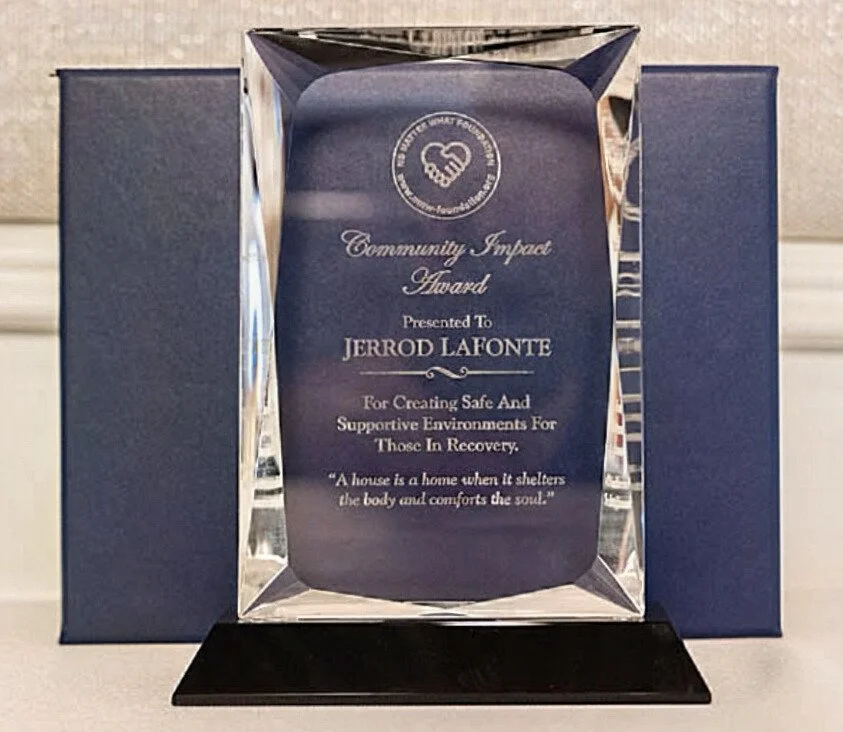 NO MATTER WHAT FOUNDATION
www.nmw-foundation.org
Community Impact
Award
Presented To
JERROD LAFONTE
For Creating Safe And
Supportive Environments For
Those In Recovery.
“A house is a home when it shelters
the body and comforts the soul.”